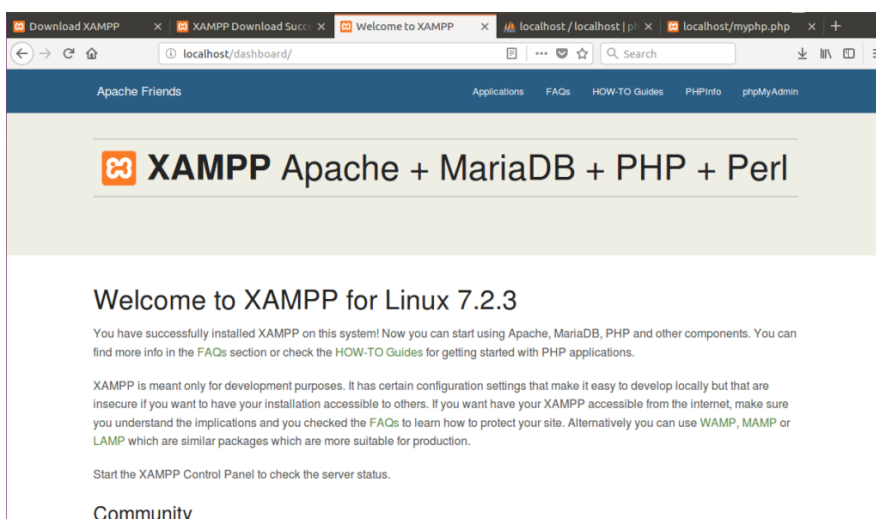 Download XAMPP
XAMPP Download Succe
Welcome to XAMPP
localhost / localhost | ph
localhost/myphp.php
localhost/dashboard/
Search
Apache Friends
Applications
FAQs
HOW-TO Guides
PHPInfo
phpMyAdmin
XAMPP Apache + MariaDB + PHP + Perl
Welcome to XAMPP for Linux 7.2.3
You have successfully installed XAMPP on this system! Now you can start using Apache, MariaDB, PHP and other components. You can
find more info in the FAQs section or check the HOW-TO Guides for getting started with PHP applications.
XAMPP is meant only for development purposes. It has certain configuration settings that make it easy to develop locally but that are
insecure if you want to have your installation accessible to others. If you want have your XAMPP accessible from the internet, make sure
you understand the implications and you checked the FAQs to learn how to protect your site. Alternatively you can use WAMP, MAMP or
LAMP which are similar packages which are more suitable for production.
Start the XAMPP Control Panel to check the server status.
Community